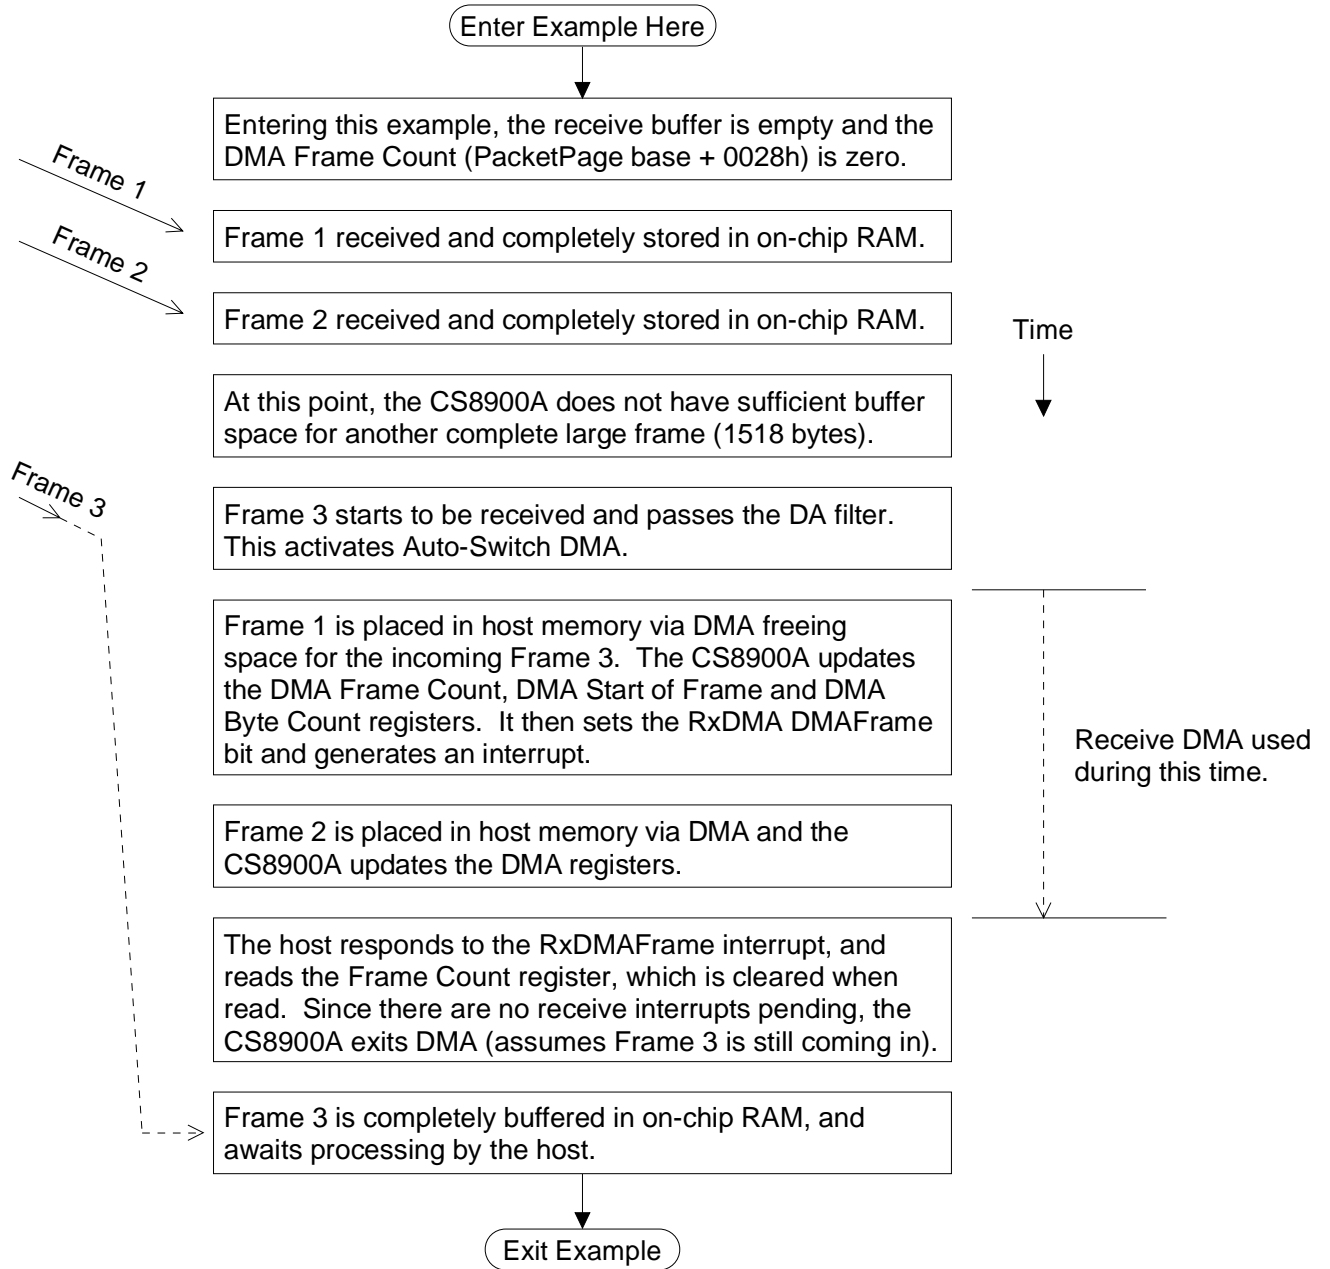 Enter Example Here
Entering this example, the receive buffer is empty and the
DMA Frame Count (PacketPage base + 0028h) is zero.
Frame 1
Frame 1 received and completely stored in on-chip RAM.
Frame 2
Frame 2 received and completely stored in on-chip RAM.
Time
At this point, the CS8900A does not have sufficient buffer
space for another complete large frame (1518 bytes).
Frame 3
Frame 3 starts to be received and passes the DA filter.
This activates Auto-Switch DMA.
Frame 1 is placed in host memory via DMA freeing
space for the incoming Frame 3. The CS8900A updates
the DMA Frame Count, DMA Start of Frame and DMA
Byte Count registers. It then sets the RxDMA DMAFrame
bit and generates an interrupt.
Receive DMA used
during this time.
Frame 2 is placed in host memory via DMA and the
CS8900A updates the DMA registers.
The host responds to the RxDMAFrame interrupt, and
reads the Frame Count register, which is cleared when
read. Since there are no receive interrupts pending, the
CS8900A exits DMA (assumes Frame 3 is still coming in).
Frame 3 is completely buffered in on-chip RAM, and
awaits processing by the host.
Exit Example